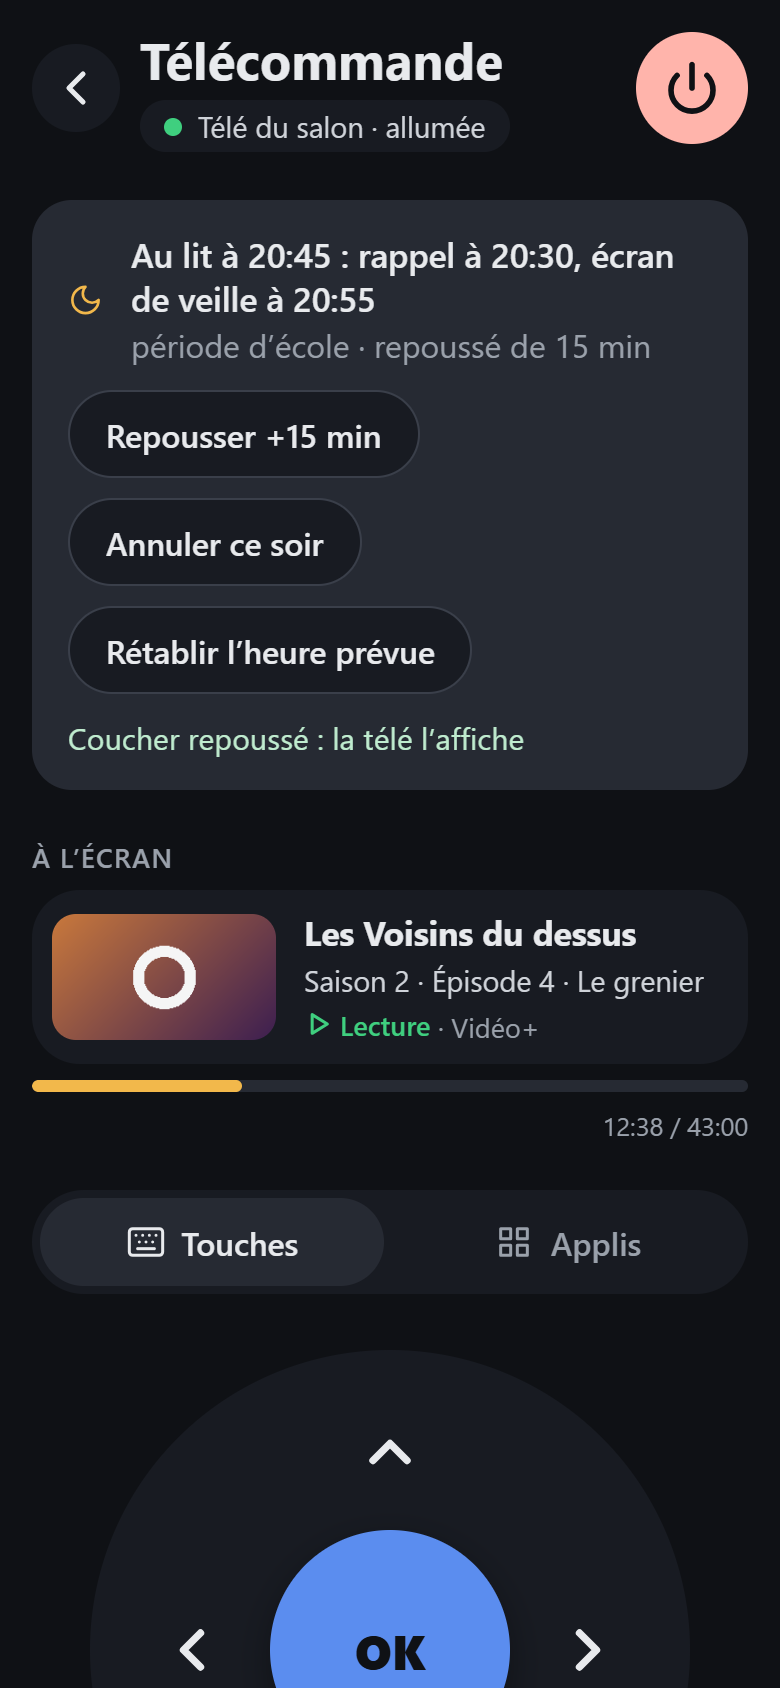 Télécommande
Télé du salon · allumée
Au lit à 20:45 : rappel à 20:30, écran
de veille à 20:55
période d’école · repoussé de 15 min
Repousser +15 min
Annuler ce soir
Rétablir l’heure prévue
Coucher repoussé : la télé l’affiche
À L’ÉCRAN
Les Voisins du dessus
Saison 2 · Épisode 4 · Le grenier
Lecture · Vidéo+
12:38 / 43:00
Touches
Applis
OK